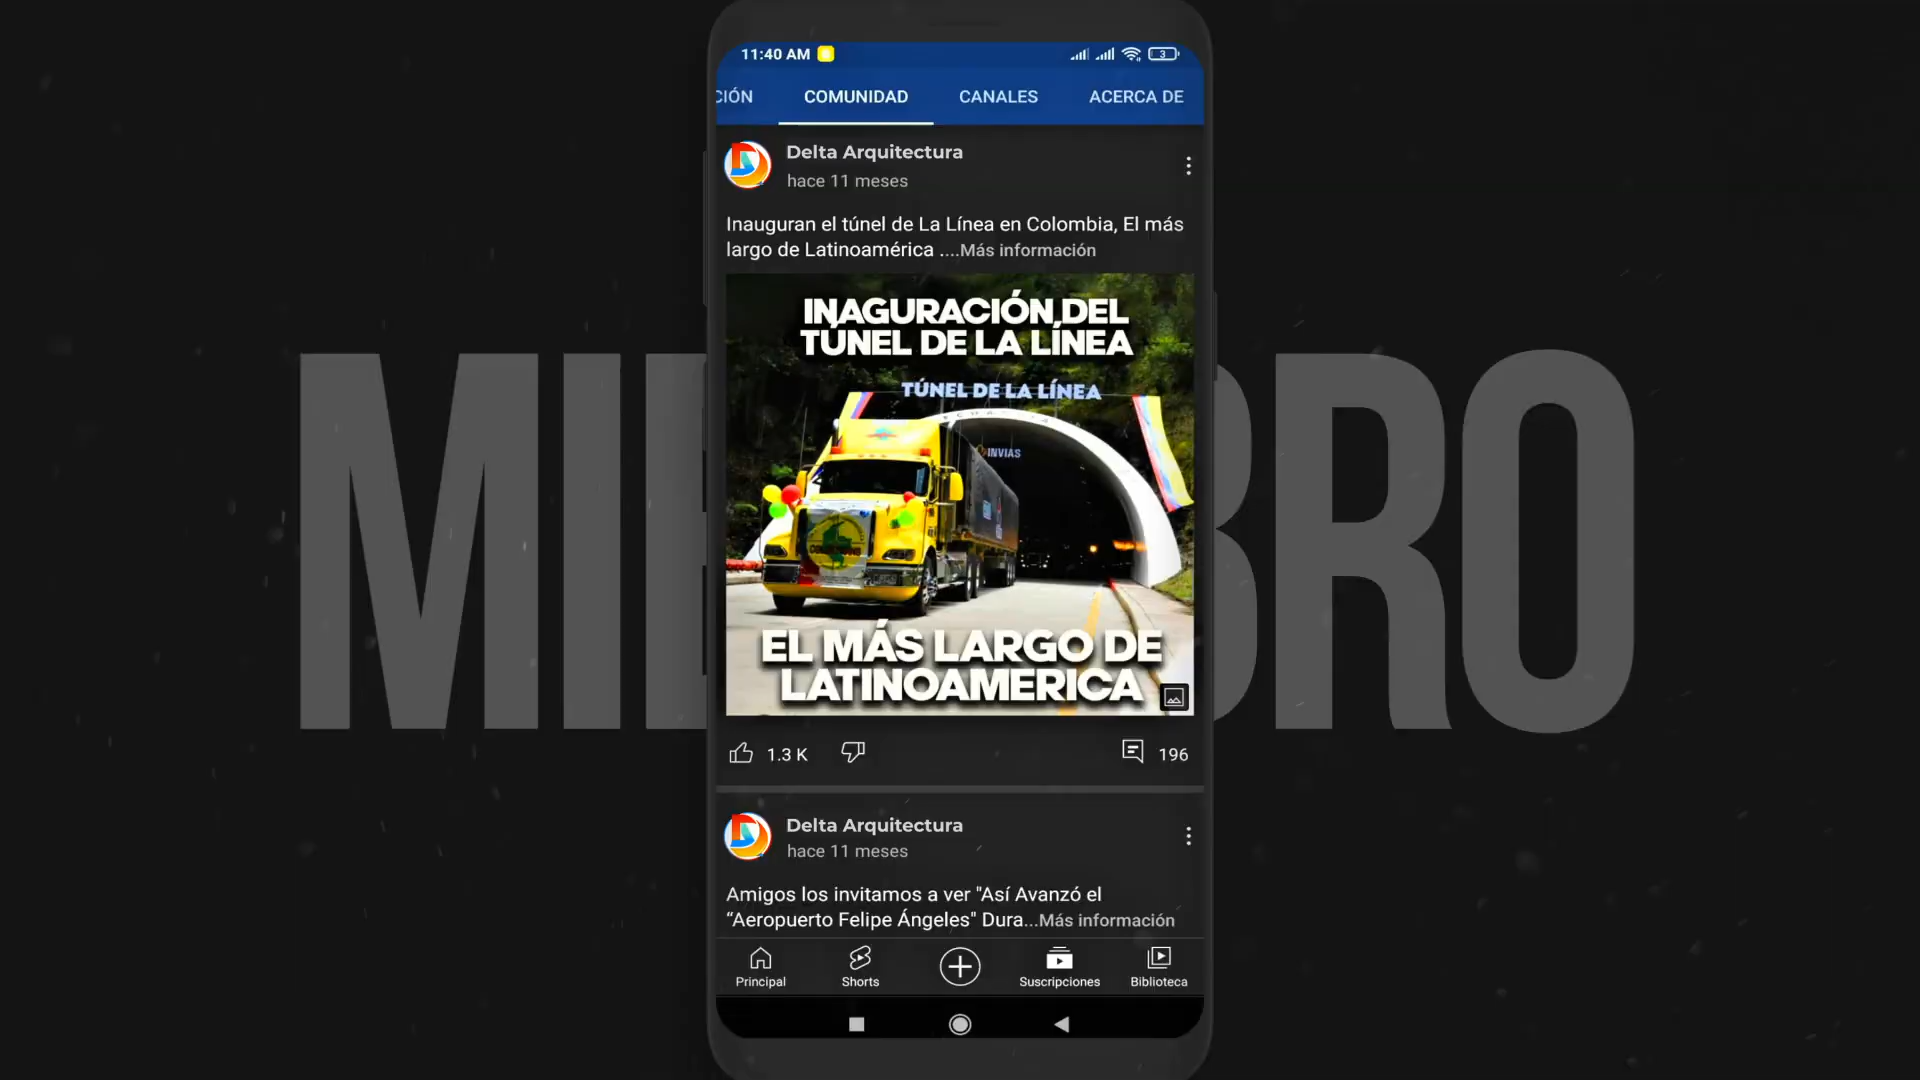 11:40 AM
3
CIÓN
COMUNIDAD
CANALES
ACERCA DE
Delta Arquitectura
hace 11 meses
Inauguran el túnel de La Línea en Colombia, El más
largo de Latinoamérica ....Más información
INAGURACIÓN DEL
TÚNEL DE LA LÍNEA
TÚNEL DE LA LÍNEA
INVIAS
EL MÁS LARGO DE
LATINOAMERICA
1.3 K
196
Delta Arquitectura
hace 11 meses
Amigos los invitamos a ver "Así Avanzó el
“Aeropuerto Felipe Ángeles" Dura...Más información
Principal
Shorts
Suscripciones
Biblioteca